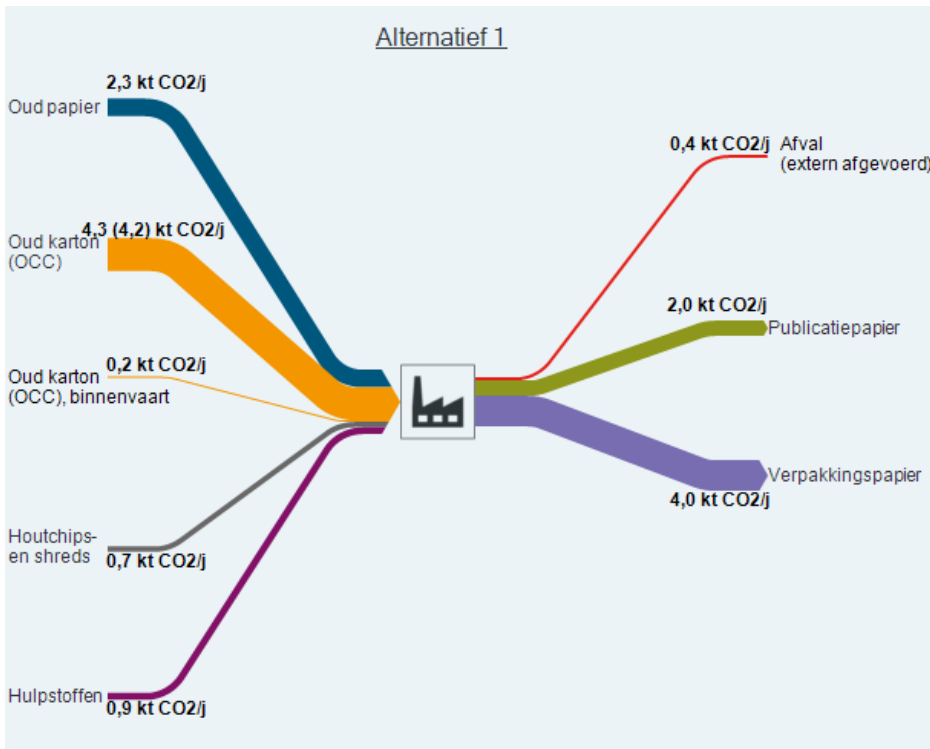 Alternatief 1
2,3 kt CO2/j
Oud papier
4,3 (4,2) kt CO2/j
Oud karton
(OCC)
0,2 kt CO2/j
Oud karton
(OCC), binnenvaart
Houtchips-
en shreds
0,7 kt CO2/j
Hulpstoffen
0,9 kt CO2/j
0,4 kt CO2/j
Afval
(extern afgevoerd)
2,0 kt CO2/j
Publicatiepapier
Verpakkingspapier
4,0 kt CO2/j